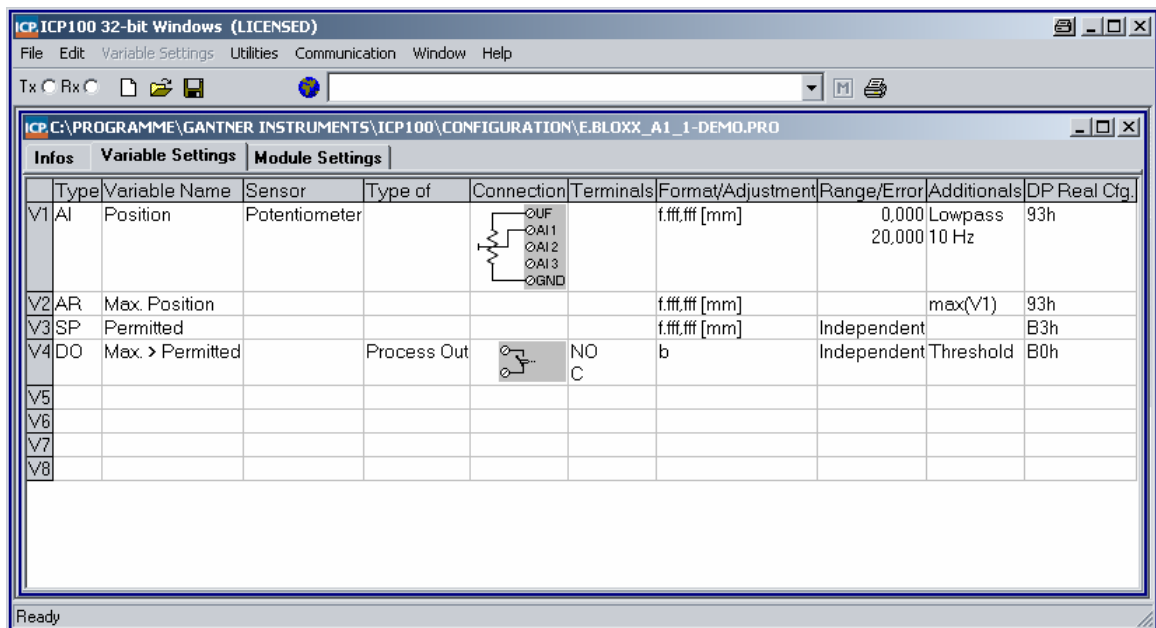 ICP. ICP100 32-bit Windows (LICENSED)
File Edit Variable Settings Utilities Communication Window Help
Tx Rx M
ICP. C:\PROGRAMME\GANTNER INSTRUMENTS\ICP100\CONFIGURATION\E.BLOXX_A1_1-DEMO.PRO
Infos Variable Settings Module Settings
Type Variable Name Sensor Type of Connection Terminals Format/Adjustment Range/Error Additionals DP Real Cfg.
V1 AI Position Potentiometer UF f.fff,fff [mm] 0,000 Lowpass 93h
AI1 20,000 10 Hz
AI2
AI3
GND
V2 AR Max. Position f.fff,fff [mm] max(V1) 93h
V3 SP Permitted f.fff,fff [mm] Independent B3h
V4 DO Max. > Permitted Process Out NO b Independent Threshold B0h
C
V5
V6
V7
V8
Ready